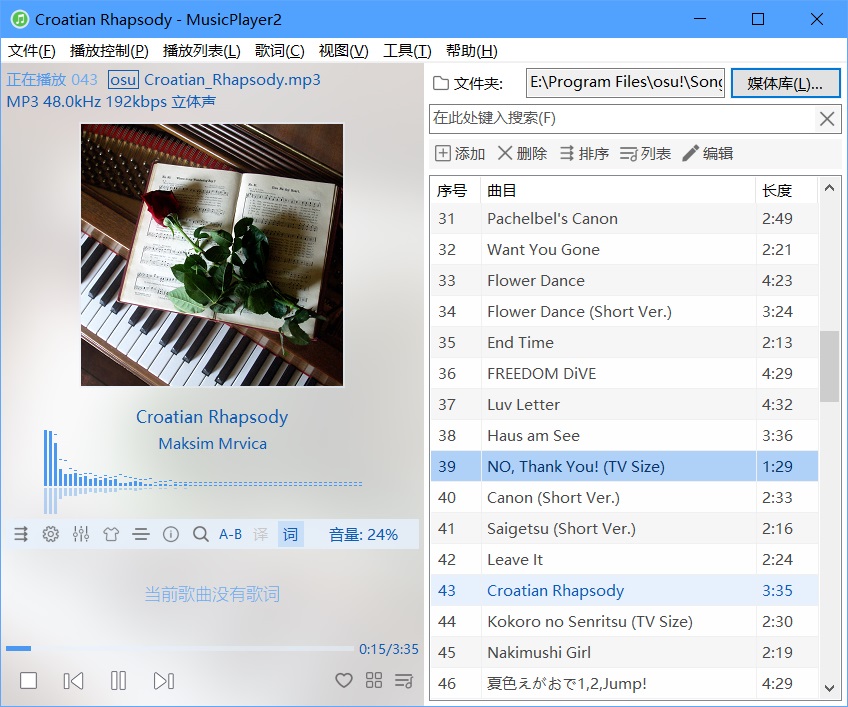 Croatian Rhapsody - MusicPlayer2
文件(F) 播放控制(P) 播放列表(L) 歌词(C) 视图(V) 工具(T) 帮助(H)
正在播放 043 osu Croatian_Rhapsody.mp3
MP3 48.0kHz 192kbps 立体声
Croatian Rhapsody
Maksim Mrvica
A-B 译 词 音量: 24%
当前歌曲没有歌词
0:15/3:35
文件夹: E:\Program Files\osu!\Song 媒体库(L)...
在此处键入搜索(F)
添加 删除 排序 列表 编辑
序号 曲目 长度
31 Pachelbel's Canon 2:49
32 Want You Gone 2:21
33 Flower Dance 4:23
34 Flower Dance (Short Ver.) 3:24
35 End Time 2:13
36 FREEDOM DiVE 4:29
37 Luv Letter 4:32
38 Haus am See 3:36
39 NO, Thank You! (TV Size) 1:29
40 Canon (Short Ver.) 2:33
41 Saigetsu (Short Ver.) 2:16
42 Leave It 2:24
43 Croatian Rhapsody 3:35
44 Kokoro no Senritsu (TV Size) 2:30
45 Nakimushi Girl 2:19
46 夏色えがおで1,2,Jump! 4:29